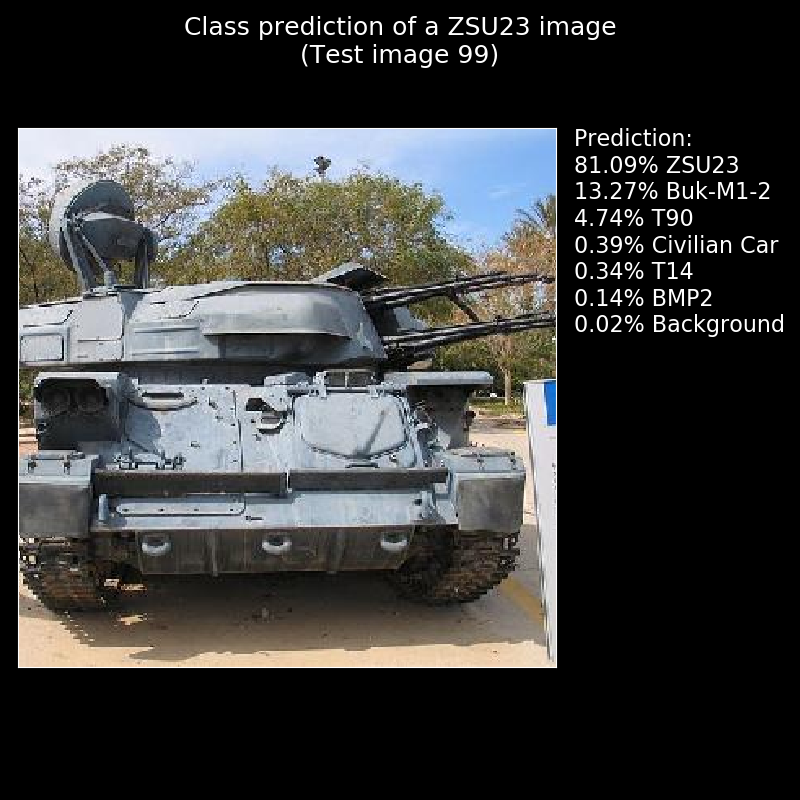 Class prediction of a ZSU23 image
(Test image 99)
Prediction:
81.09% ZSU23
13.27% Buk-M1-2
4.74% T90
0.39% Civilian Car
0.34% T14
0.14% BMP2
0.02% Background